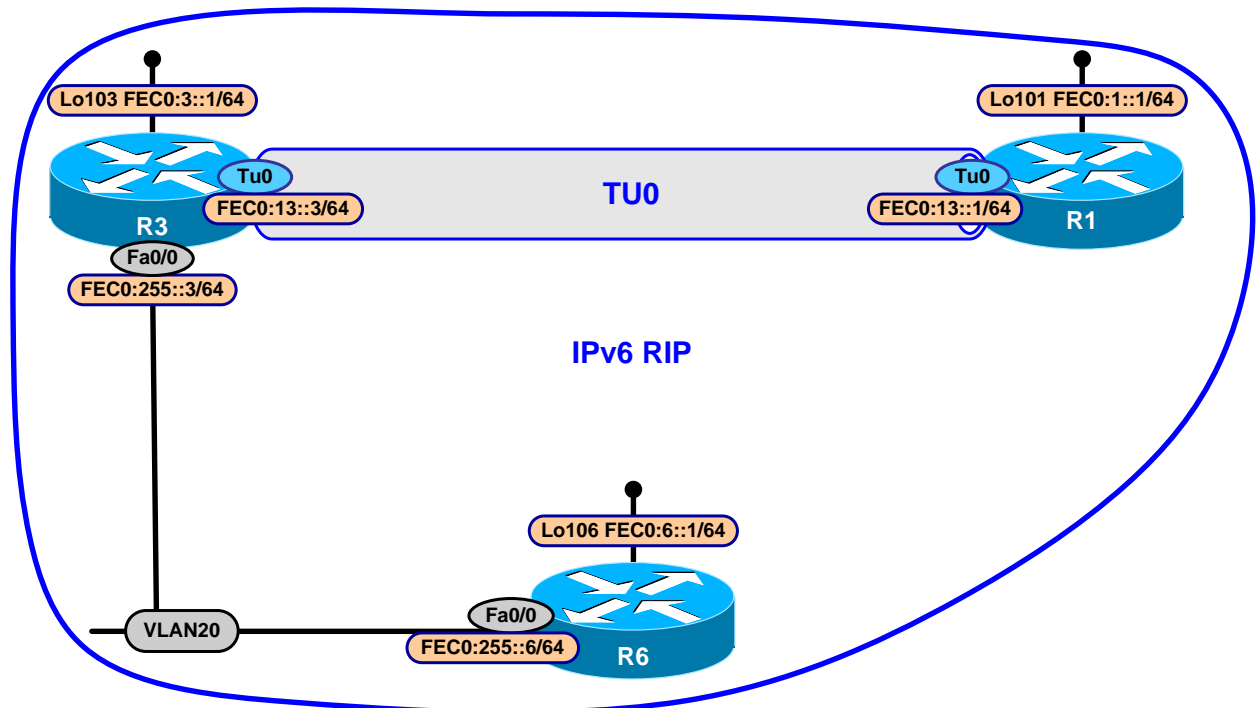 Lo103 FEC0:3::1/64
Lo101 FEC0:1::1/64
Tu0
TU0
Tu0
FEC0:13::3/64
FEC0:13::1/64
R3
R1
Fa0/0
FEC0:255::3/64
IPv6 RIP
Lo106 FEC0:6::1/64
Fa0/0
VLAN20
FEC0:255::6/64
R6